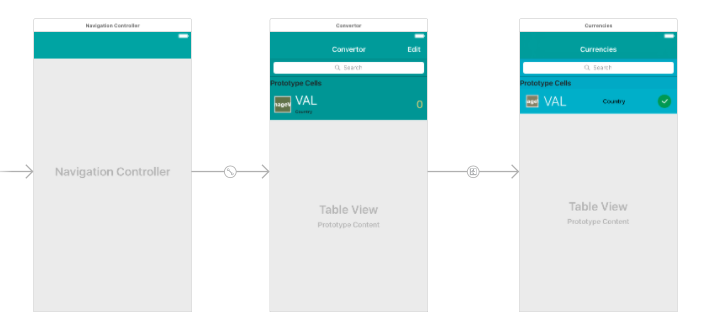 Navigation Controller
Navigation Controller
Convertor
Convertor
Edit
Search
Prototype Cells
VAL
Country
0
Table View
Prototype Content
Currencies
Currencies
Search
Prototype Cells
VAL
Country
Table View
Prototype Content